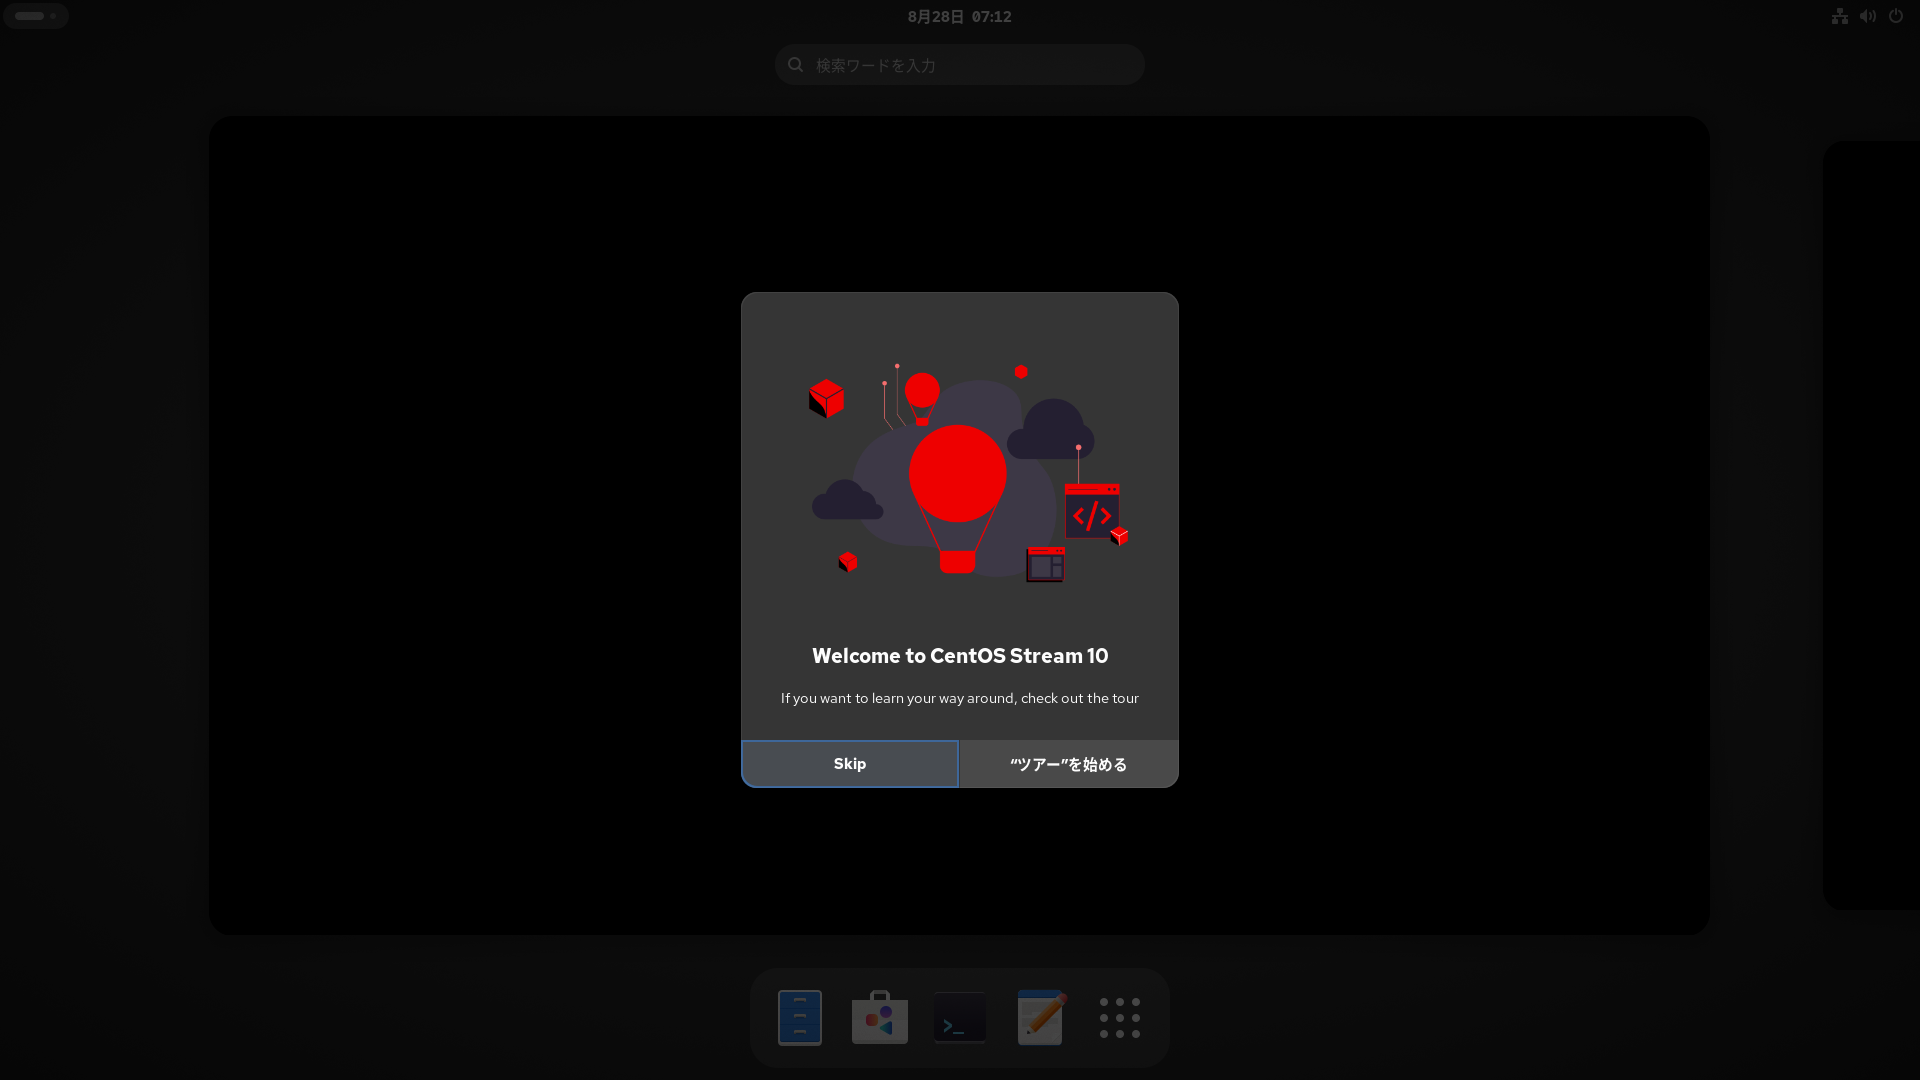 8月28日 07:12
検索ワードを入力
</>
Welcome to CentOS Stream 10
If you want to learn your way around, check out the tour
Skip
“ツアー”を始める
>_